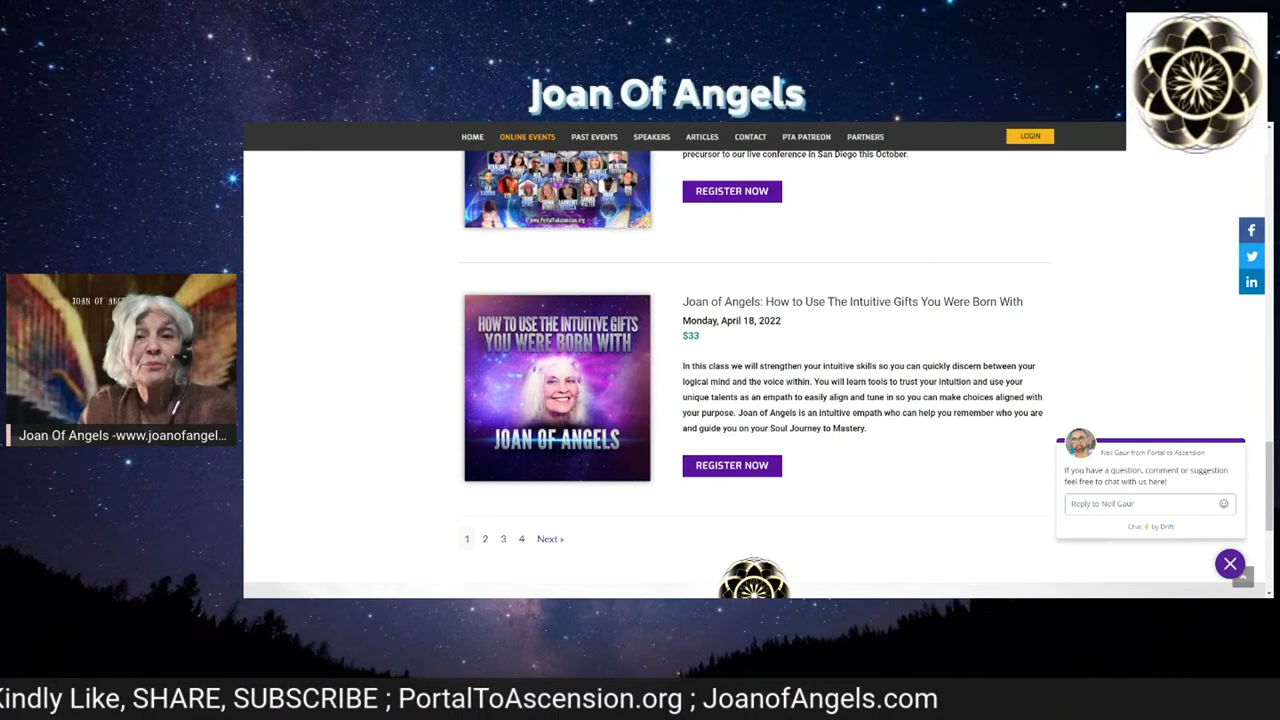 Joan Of Angels
HOME ONLINE EVENTS PAST EVENTS SPEAKERS ARTICLES CONTACT PTA PATREON PARTNERS LOGIN
precursor to our live conference in San Diego this October.
REGISTER NOW
www.PortalToAscension.org
JOAN OF ANGE
Joan Of Angels -www.joanofangel...
HOW TO USE THE INTUITIVE GIFTS
YOU WERE BORN WITH
JOAN OF ANGELS
Joan of Angels: How to Use The Intuitive Gifts You Were Born With
Monday, April 18, 2022
$33
In this class we will strengthen your intuitive skills so you can quickly discern between your
logical mind and the voice within. You will learn tools to trust your intuition and use your
unique talents as an empath to easily align and tune in so you can make choices aligned with
your purpose. Joan of Angels is an intuitive empath who can help you remember who you are
and guide you on your Soul Journey to Mastery.
REGISTER NOW
Neil Gaur from Portal to Ascension
If you have a question, comment or suggestion
feel free to chat with us here!
Reply to Neil Gaur
Chat ⚡ by Drift
1 2 3 4 Next »
Kindly Like, SHARE, SUBSCRIBE ; PortalToAscension.org ; JoanofAngels.com